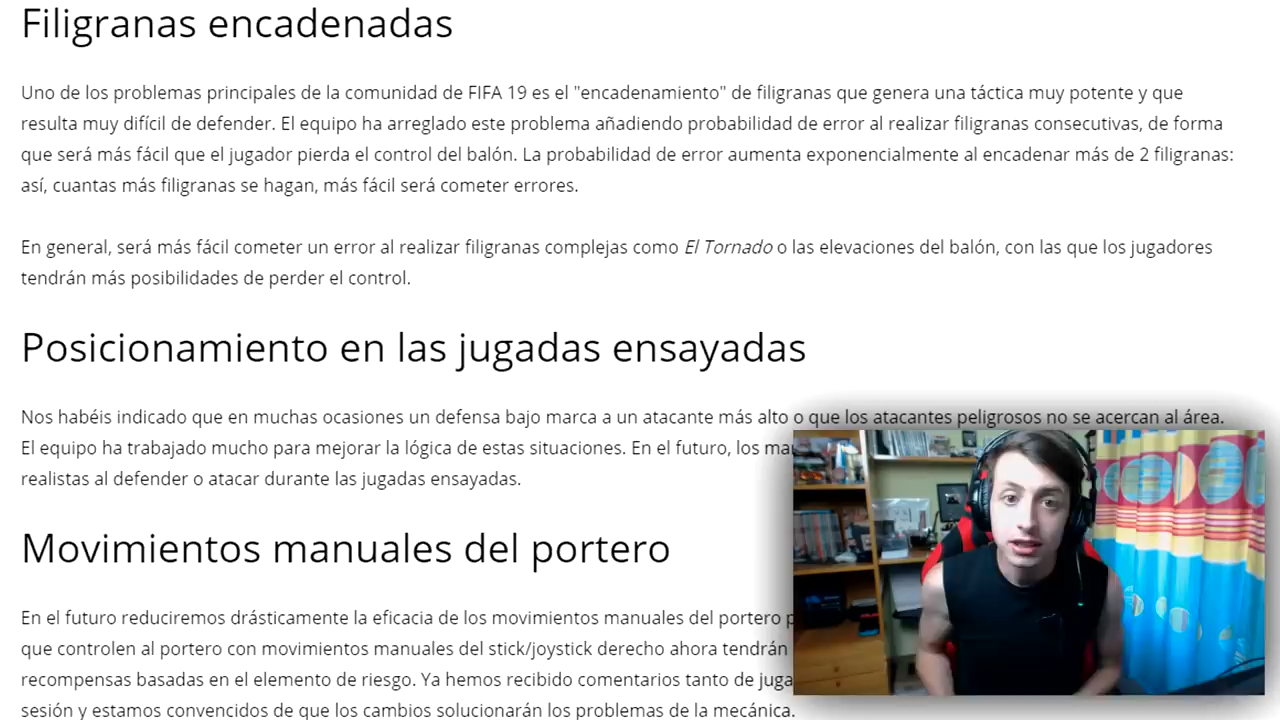 Filigranas encadenadas
Uno de los problemas principales de la comunidad de FIFA 19 es el "encadenamiento" de filigranas que genera una táctica muy potente y que
resulta muy difícil de defender. El equipo ha arreglado este problema añadiendo probabilidad de error al realizar filigranas consecutivas, de forma
que será más fácil que el jugador pierda el control del balón. La probabilidad de error aumenta exponencialmente al encadenar más de 2 filigranas:
así, cuantas más filigranas se hagan, más fácil será cometer errores.
En general, será más fácil cometer un error al realizar filigranas complejas como El Tornado o las elevaciones del balón, con las que los jugadores
tendrán más posibilidades de perder el control.
Posicionamiento en las jugadas ensayadas
Nos habéis indicado que en muchas ocasiones un defensa bajo marca a un atacante más alto o que los atacantes peligrosos no se acercan al área.
El equipo ha trabajado mucho para mejorar la lógica de estas situaciones. En el futuro, los
realistas al defender o atacar durante las jugadas ensayadas.
Movimientos manuales del portero
En el futuro reduciremos drásticamente la eficacia de los movimientos manuales del portero
que controlen al portero con movimientos manuales del stick/joystick derecho ahora tendrán
recompensas basadas en el elemento de riesgo. Ya hemos recibido comentarios tanto de
sesión y estamos convencidos de que los cambios solucionarán los problemas de la mecánica.